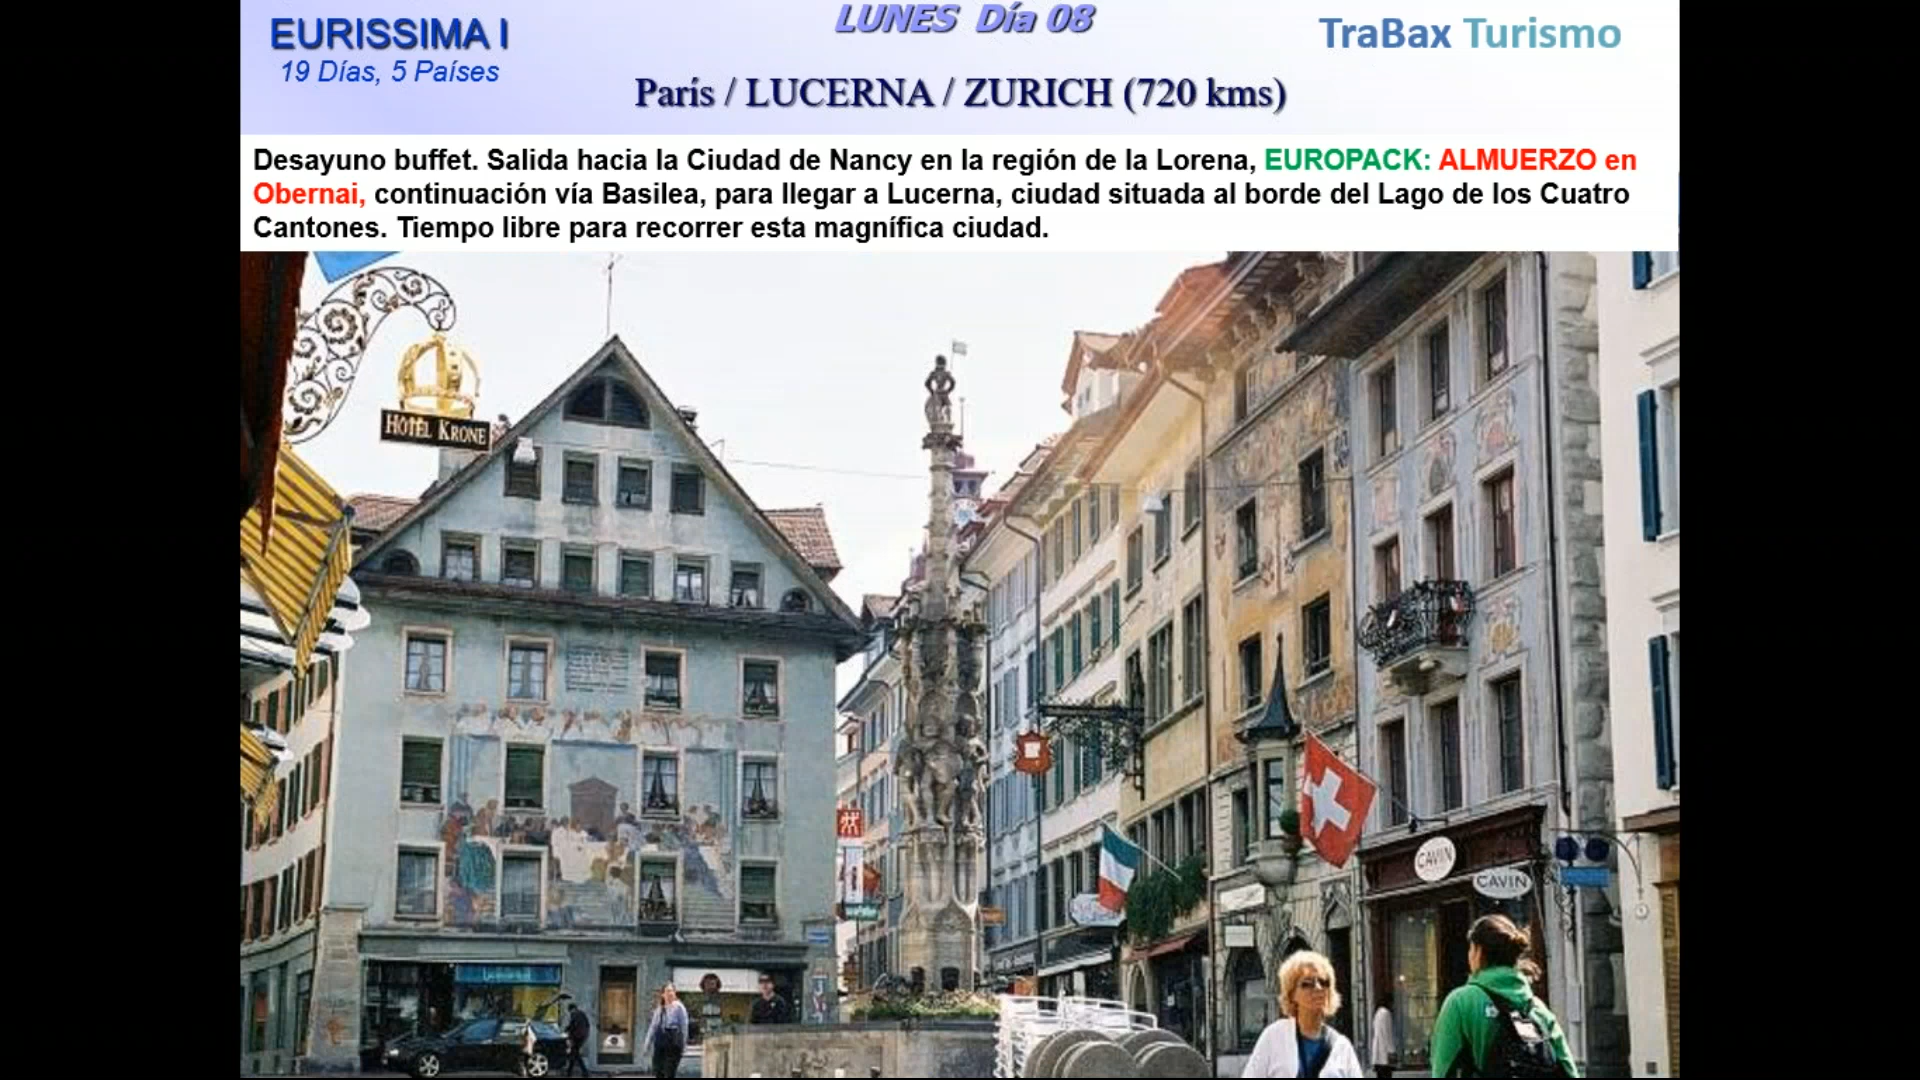 EURISSIMA I
19 Días, 5 Países
LUNES Día 08
TraBax Turismo
París / LUCERNA / ZURICH (720 kms)
Desayuno buffet. Salida hacia la Ciudad de Nancy en la región de la Lorena, EUROPACK: ALMUERZO en
Obernai, continuación vía Basilea, para llegar a Lucerna, ciudad situada al borde del Lago de los Cuatro
Cantones. Tiempo libre para recorrer esta magnífica ciudad.
HOTEL KRONE
CAVIN
CAVIN